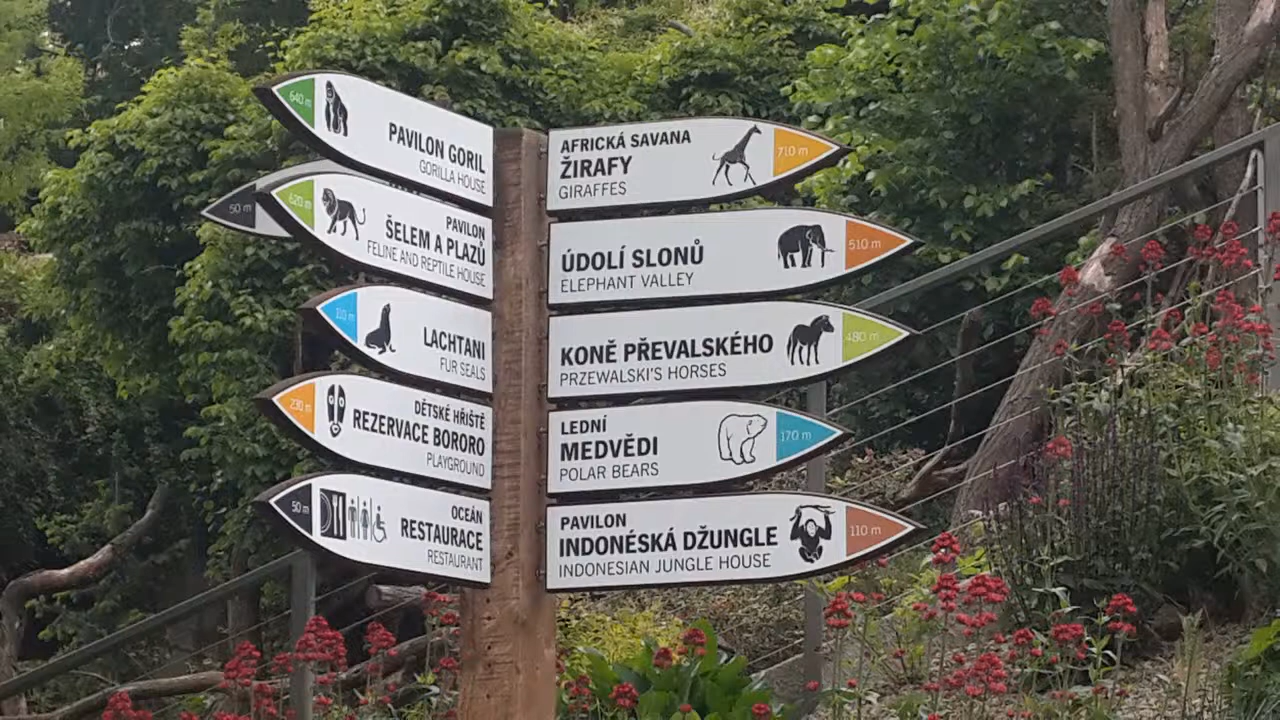 640 m
PAVILON GORIL
GORILLA HOUSE
50 m
620 m
PAVILON
ŠELEM A PLAZŮ
FELINE AND REPTILE HOUSE
110 m
LACHTANI
FUR SEALS
230 m
DĚTSKÉ HŘIŠTĚ
REZERVACE BORORO
PLAYGROUND
50 m
OCEÁN
RESTAURACE
RESTAURANT
AFRICKÁ SAVANA
ŽIRAFY
GIRAFFES
710 m
ÚDOLÍ SLONŮ
ELEPHANT VALLEY
510 m
KONĚ PŘEVALSKÉHO
PRZEWALSKI'S HORSES
480 m
LEDNÍ
MEDVĚDI
POLAR BEARS
170 m
PAVILON
INDONÉSKÁ DŽUNGLE
INDONESIAN JUNGLE HOUSE
110 m